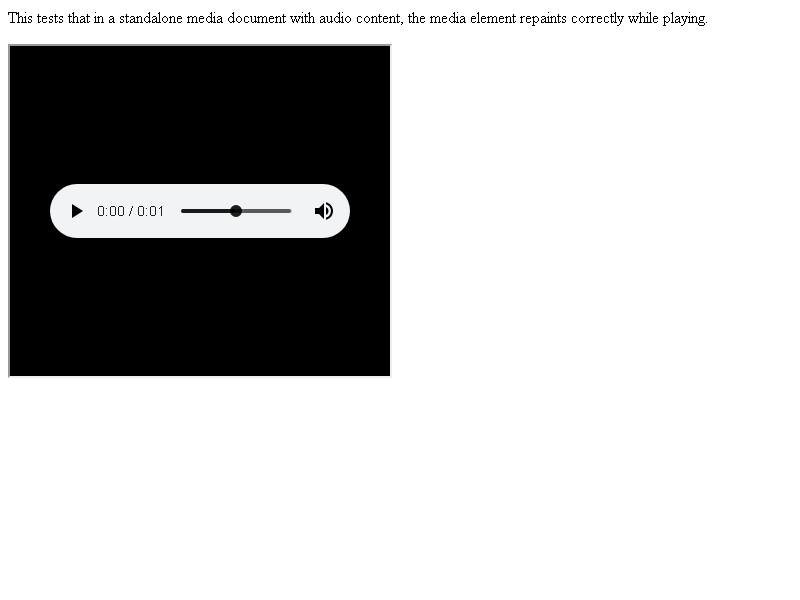 This tests that in a standalone media document with audio content, the media element repaints correctly while playing.
0:00 / 0:01